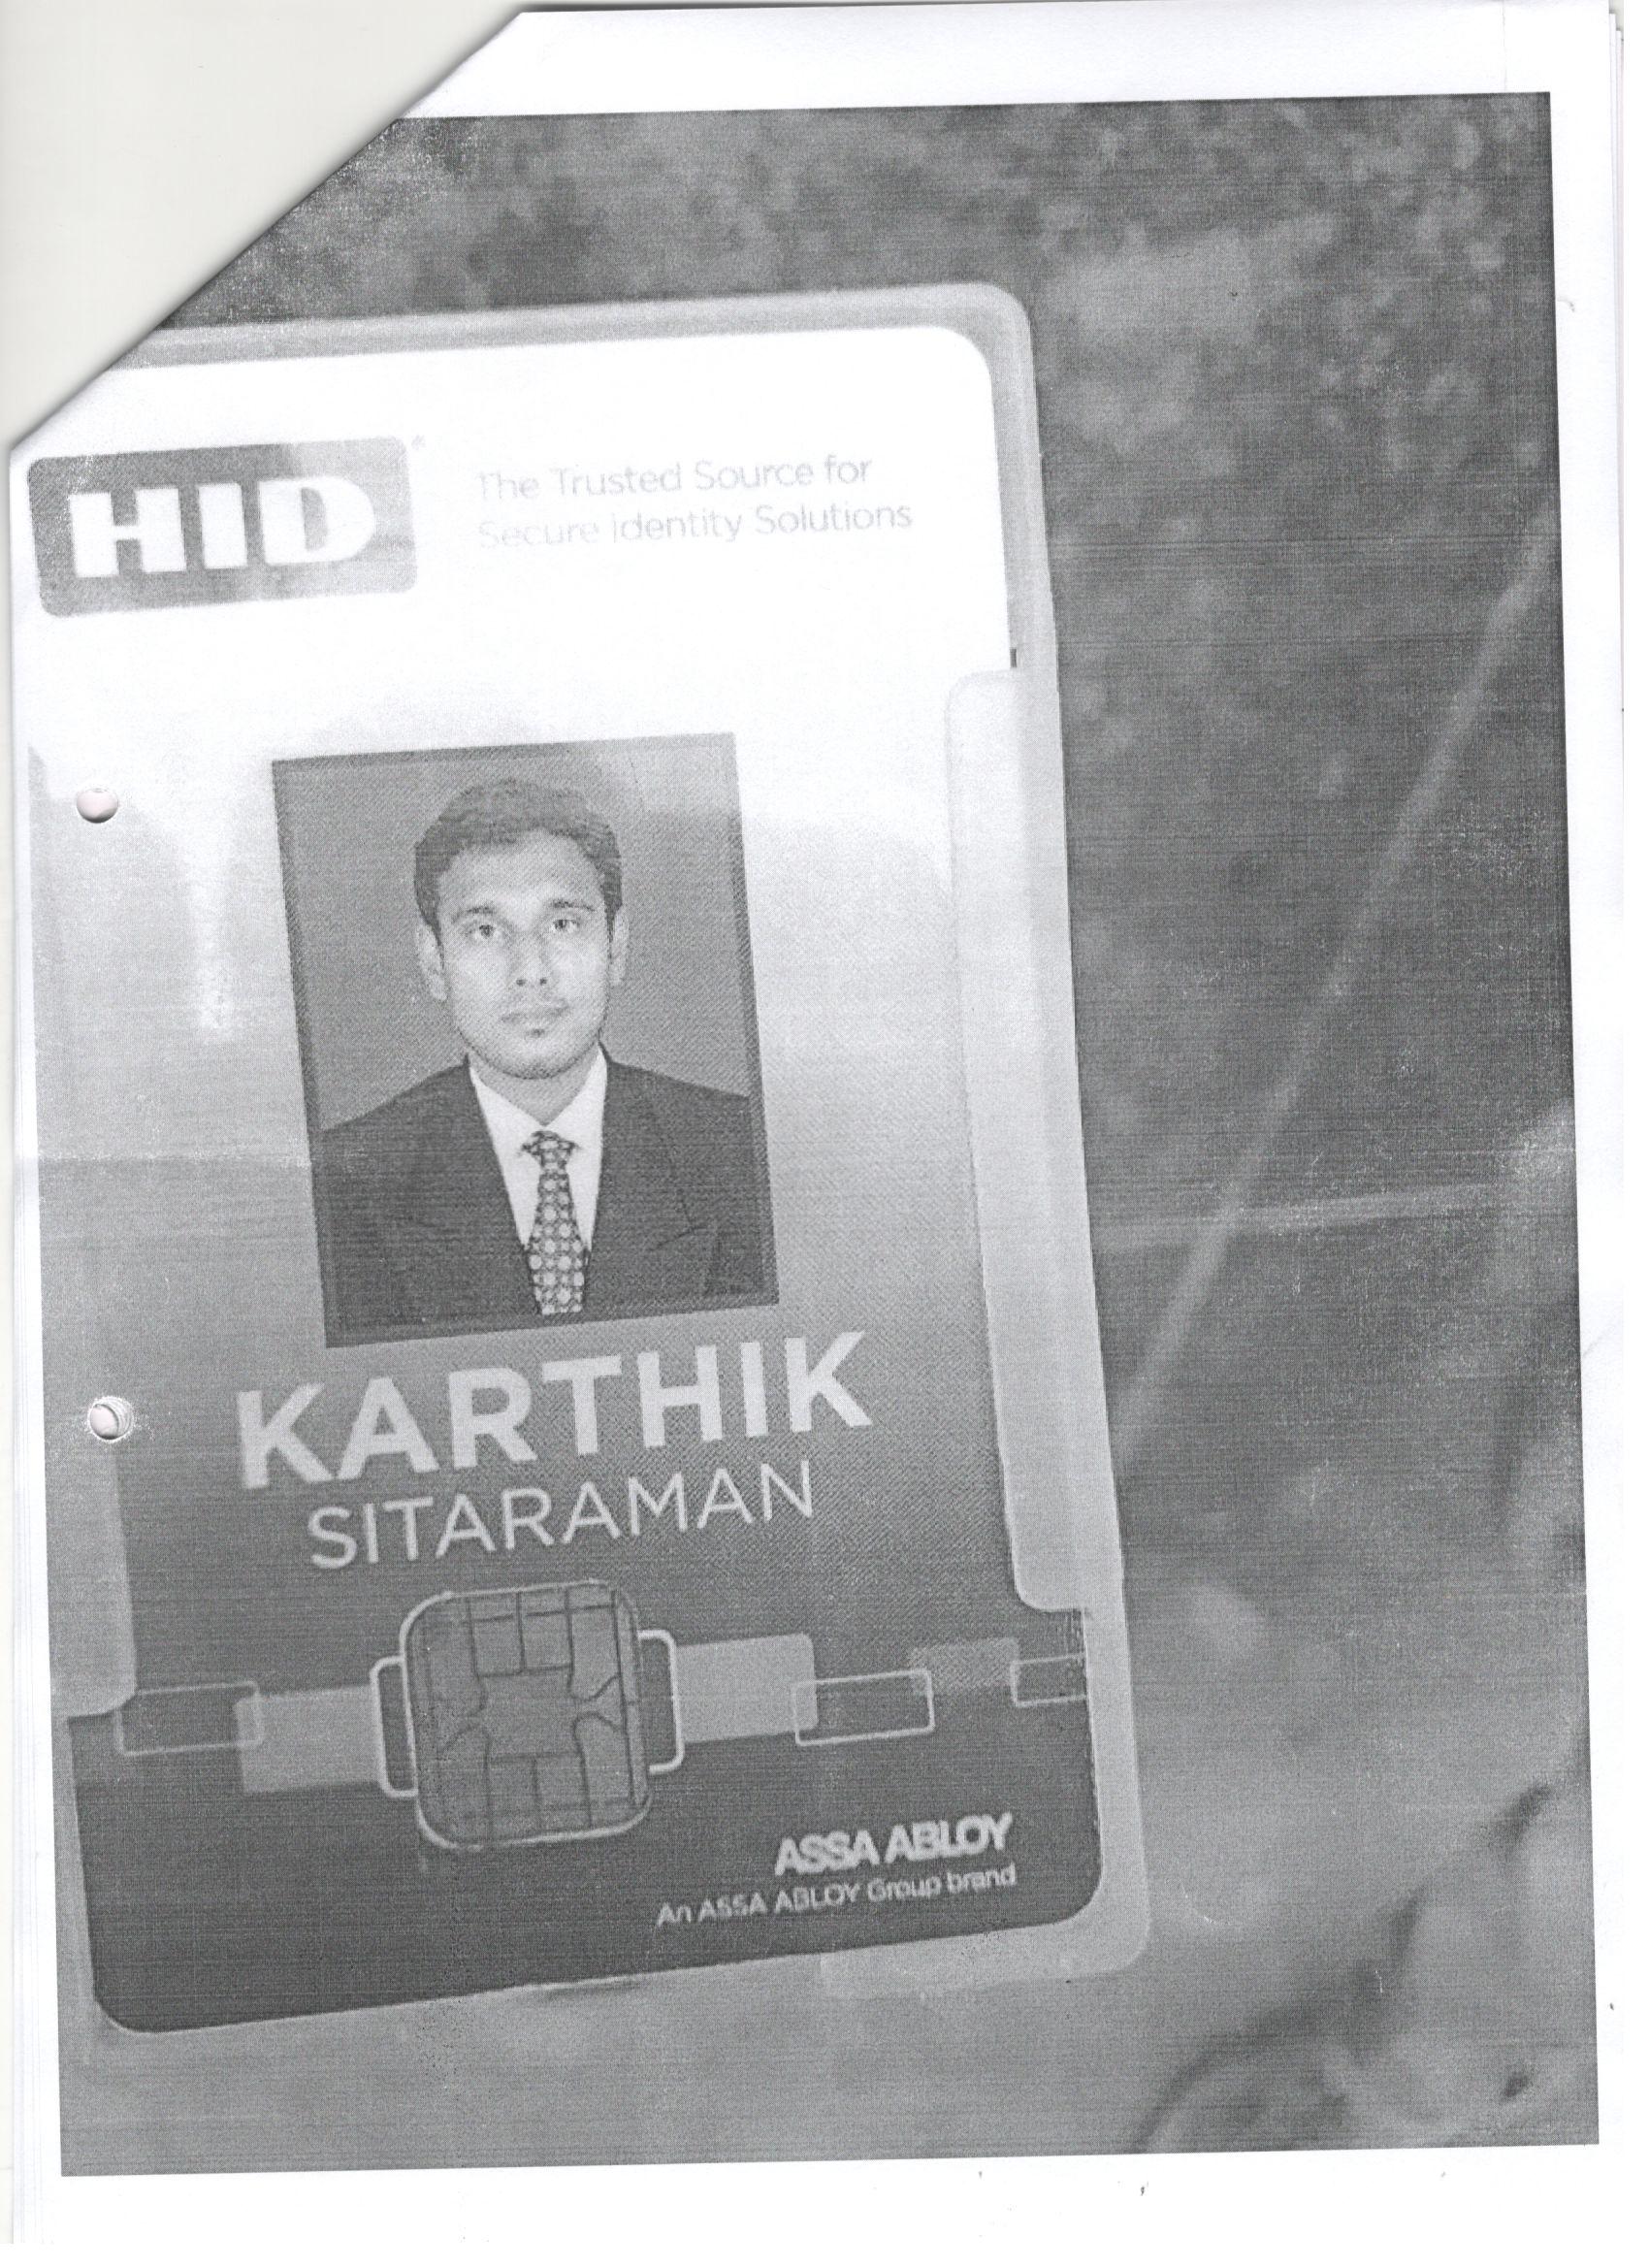 HID
The Trusted Source for
Secure Identity Solutions
KARTHIK
SITARAMAN
ASSA ABLOY
An ASSA ABLOY Group brand